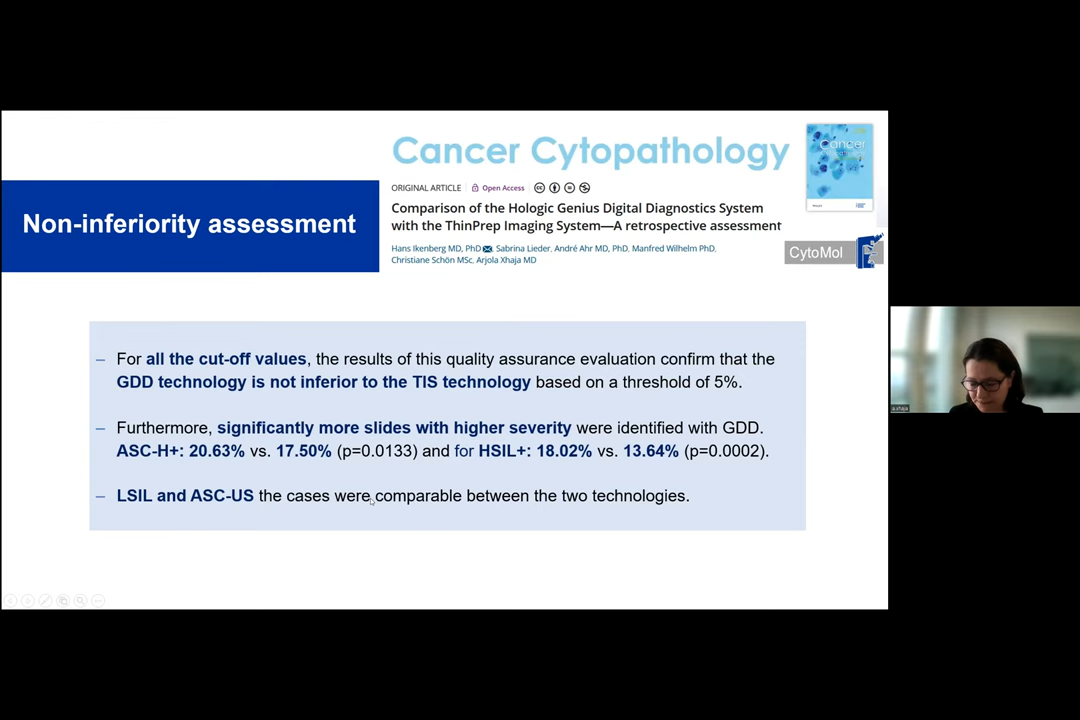 Cancer Cytopathology
Cancer
ORIGINAL ARTICLE Open Access
Non-inferiority assessment
Comparison of the Hologic Genius Digital Diagnostics System
with the ThinPrep Imaging System—A retrospective assessment
Hans Ikenberg MD, PhD, Sabrina Lieder, André Ahr MD, PhD, Manfred Wilhelm PhD,
Christiane Schön MSc, Arjola Xhaja MD
CytoMol
– For all the cut-off values, the results of this quality assurance evaluation confirm that the
GDD technology is not inferior to the TIS technology based on a threshold of 5%.
– Furthermore, significantly more slides with higher severity were identified with GDD.
ASC-H+: 20.63% vs. 17.50% (p=0.0133) and for HSIL+: 18.02% vs. 13.64% (p=0.0002).
– LSIL and ASC-US the cases were comparable between the two technologies.
a.xhaja